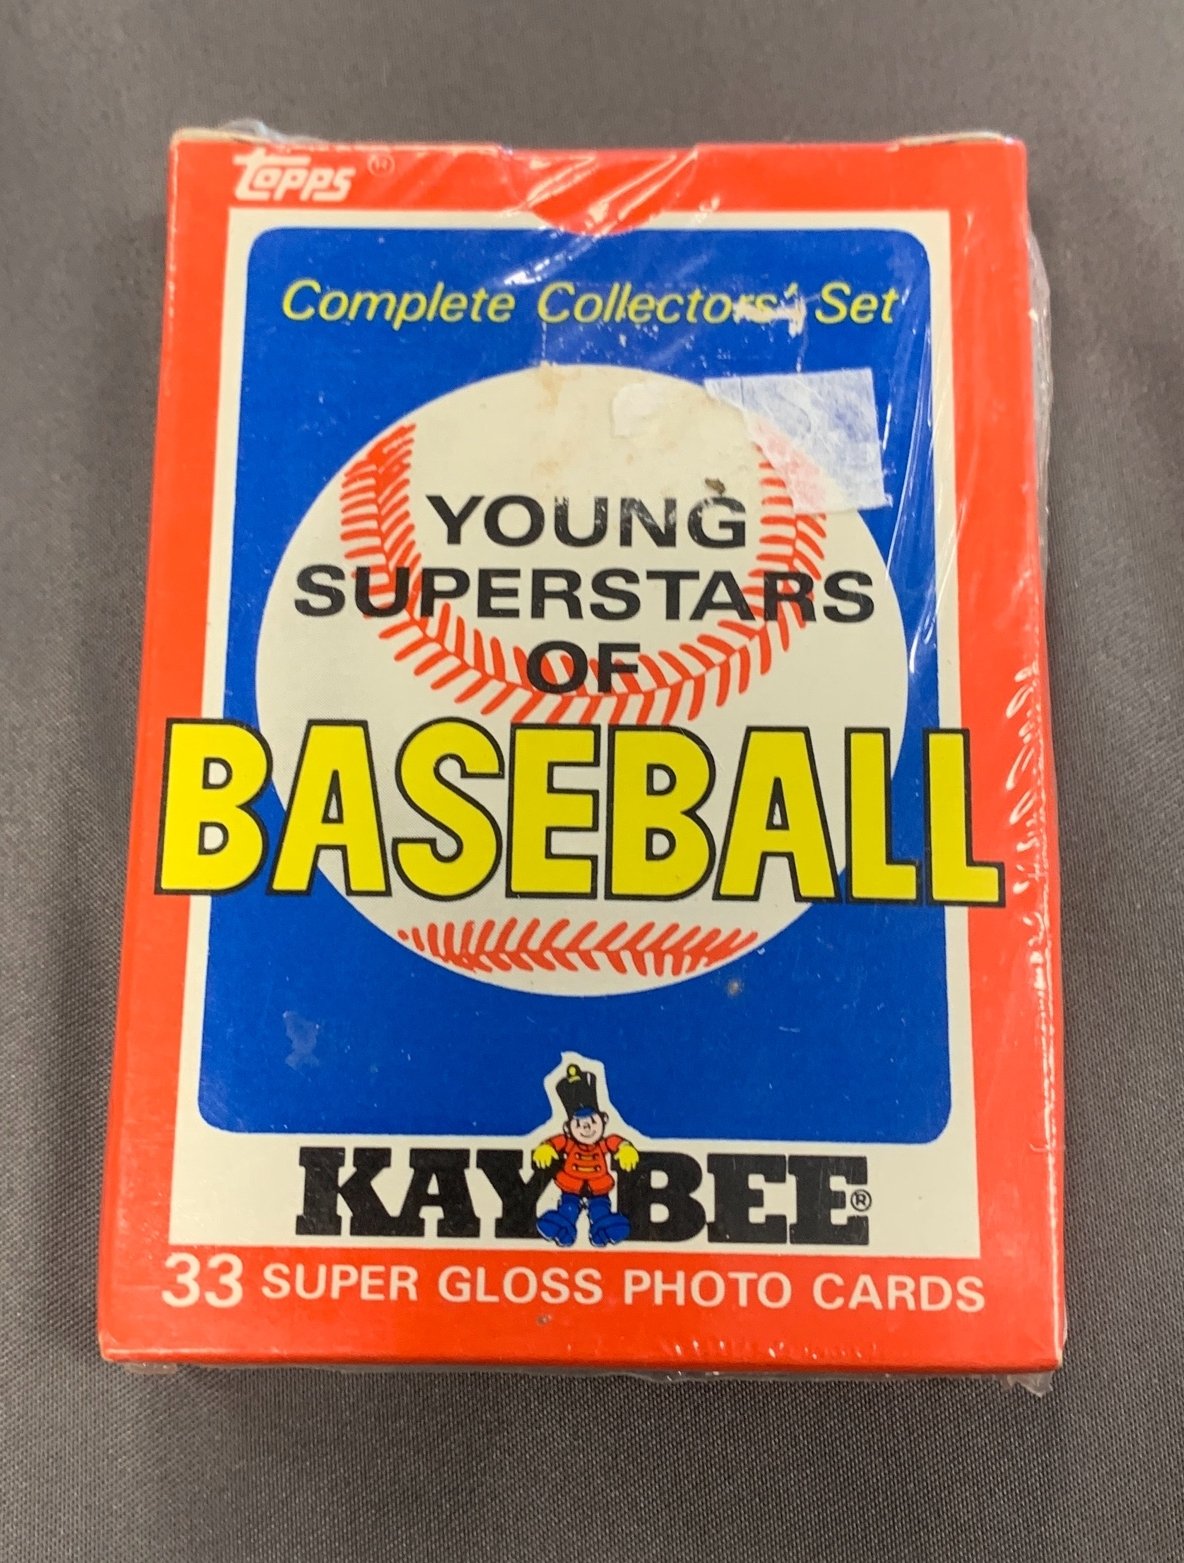 Topps ®
Complete Collectors' Set
YOUNG
SUPERSTARS
OF
BASEBALL
KAY BEE®
33 SUPER GLOSS PHOTO CARDS